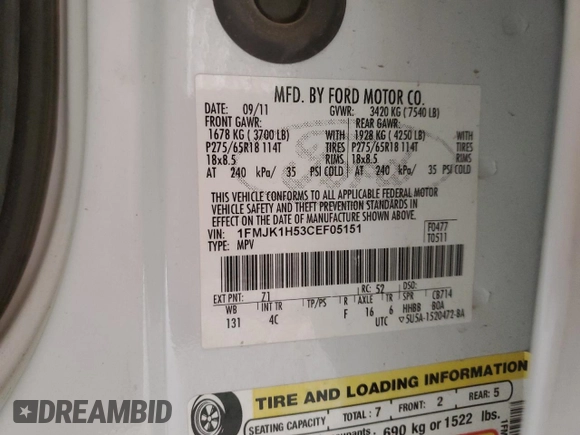 MFD. BY FORD MOTOR CO.
DATE: 09/11 GVWR: 3420 KG (7540 LB)
FRONT GAWR: REAR GAWR:
1678 KG (3700 LB) WITH 1928 KG (4250 LB) WITH
P275/65R18 114T TIRES P275/65R18 114T TIRES
18x8.5 RIMS 18x8.5 RIMS
AT 240 kPa/ 35 PSI COLD AT 240 kPa/ 35 PSI COLD
THIS VEHICLE CONFORMS TO ALL APPLICABLE FEDERAL MOTOR
VEHICLE SAFETY AND THEFT PREVENTION STANDARDS IN
EFFECT ON THE DATE OF MANUFACTURE SHOWN ABOVE.
VIN: 1FMJK1H53CEF05151 F0477
TYPE: MPV T0511
EXT PNT: Z1 RC: 52 DSO:
WB INT TR TP/PS R AXLE TR SPR CB714
131 4C F 16 6 HHBB BOA
UTC 5U5A-1520472-BA
TIRE AND LOADING INFORMATION
SEATING CAPACITY TOTAL: 7 FRONT: 2 REAR: 5
690 kg or 1522 lbs.
DREAMBID